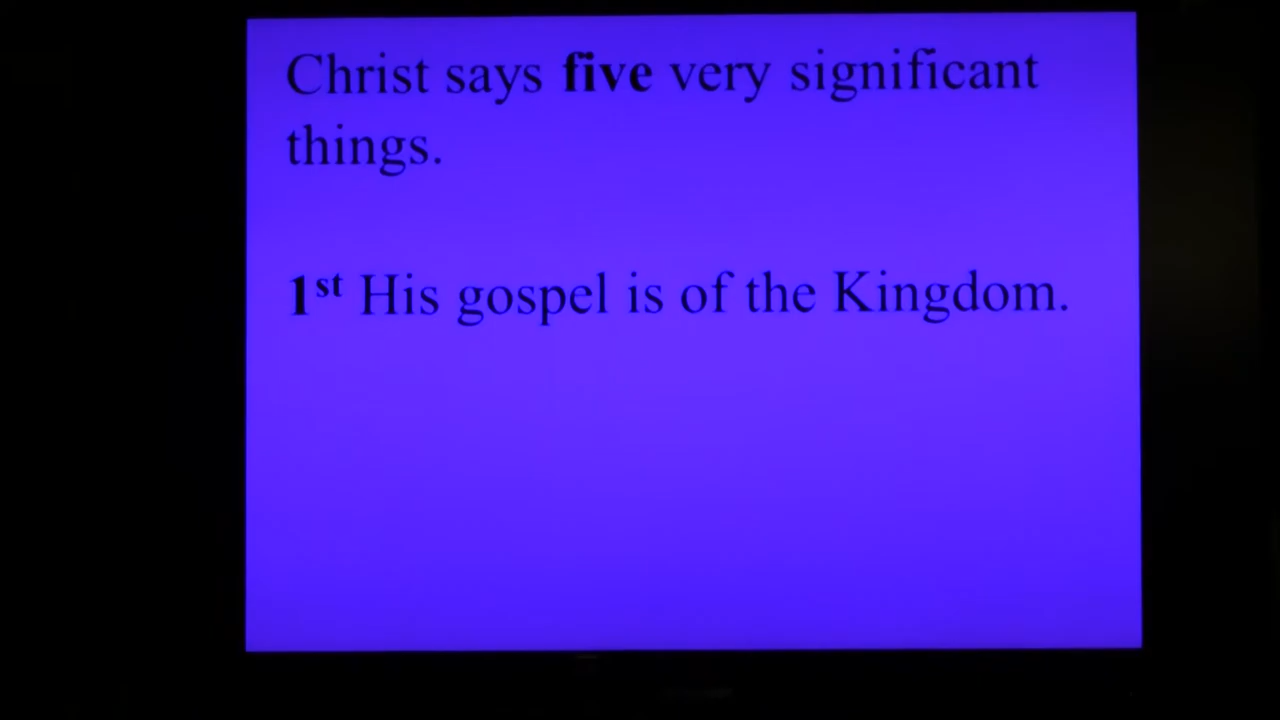 Christ says five very significant
things.
1st His gospel is of the Kingdom.